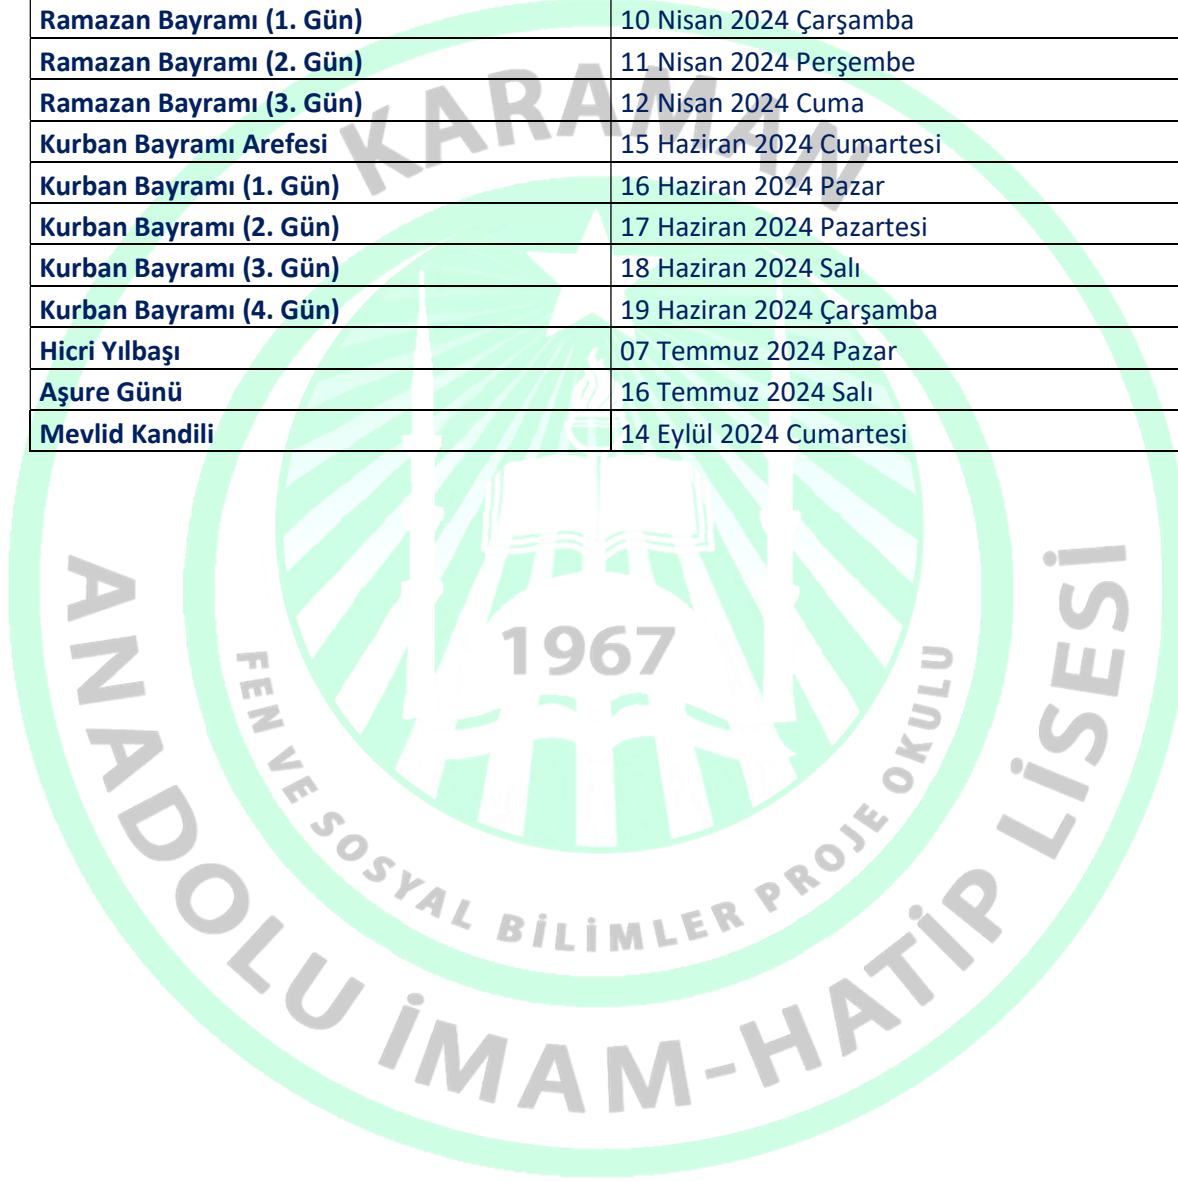 Ramazan Bayramı (1. Gün) 10 Nisan 2024 Çarşamba
Ramazan Bayramı (2. Gün) 11 Nisan 2024 Perşembe
Ramazan Bayramı (3. Gün) 12 Nisan 2024 Cuma
Kurban Bayramı Arefesi 15 Haziran 2024 Cumartesi
Kurban Bayramı (1. Gün) 16 Haziran 2024 Pazar
Kurban Bayramı (2. Gün) 17 Haziran 2024 Pazartesi
Kurban Bayramı (3. Gün) 18 Haziran 2024 Salı
Kurban Bayramı (4. Gün) 19 Haziran 2024 Çarşamba
Hicri Yılbaşı 07 Temmuz 2024 Pazar
Aşure Günü 16 Temmuz 2024 Salı
Mevlid Kandili 14 Eylül 2024 Cumartesi
KARAMAN
ANADOLU İMAM-HATİP LİSESİ
FEN VE SOSYAL BİLİMLER PROJE OKULU
1967